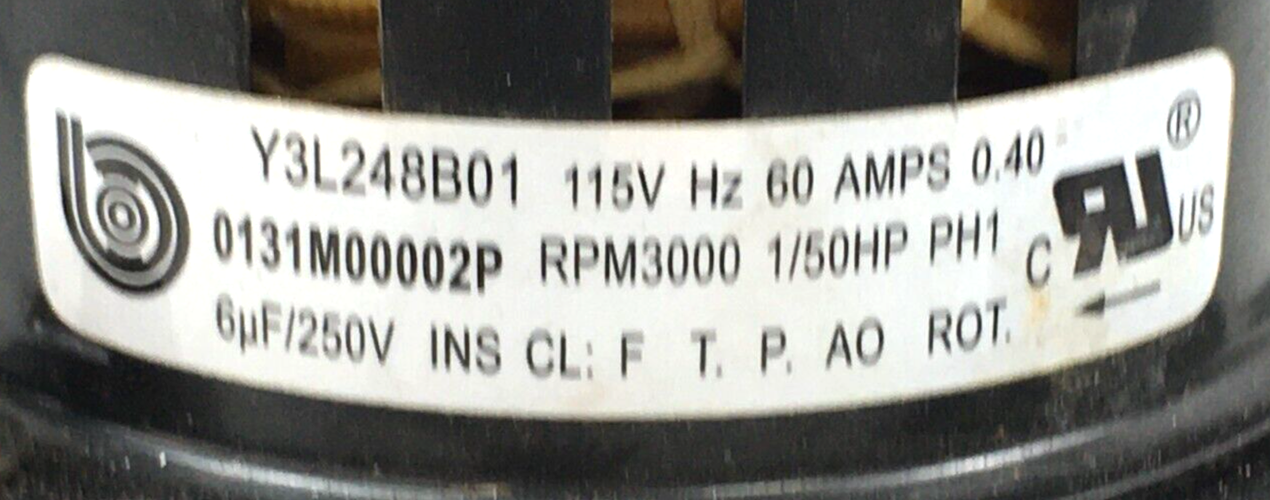 Y3L248B01 115V Hz 60 AMPS 0.40 ®
0131M00002P RPM3000 1/50HP PH1 C RU US
6µF/250V INS CL: F T. P. AO ROT. ←